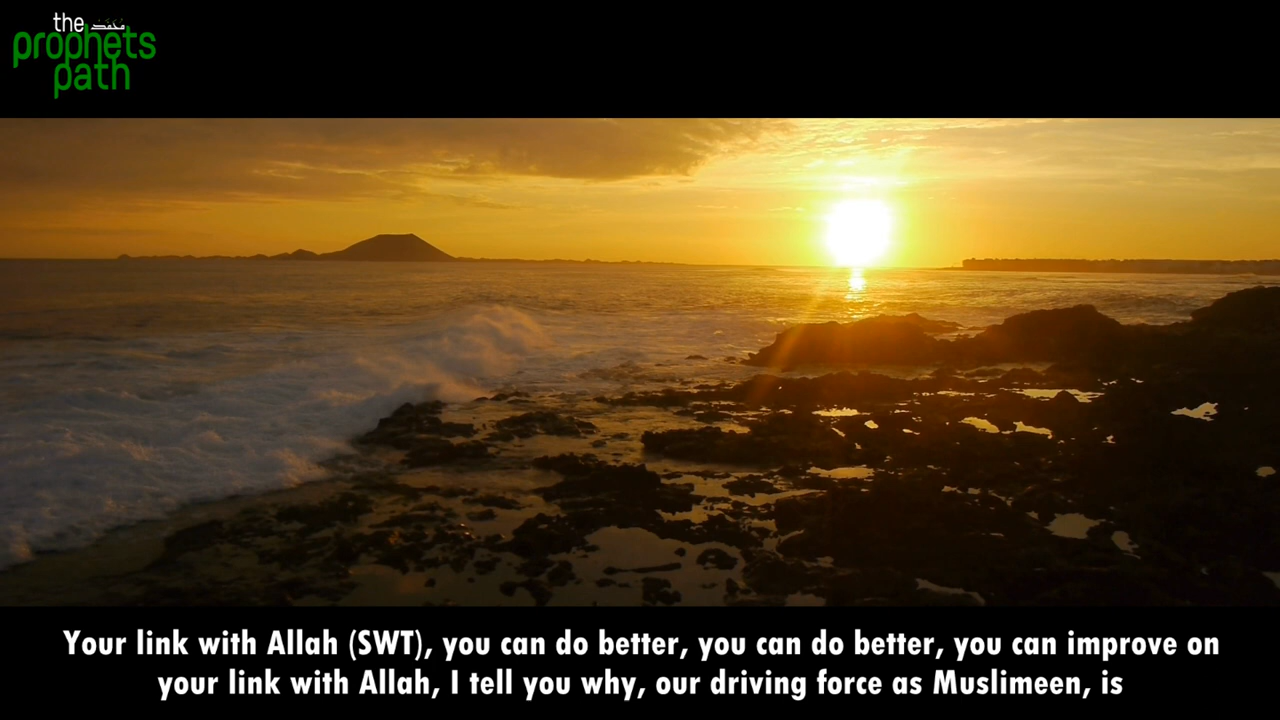 the مُحَمَّد
prophets
path
Your link with Allah (SWT), you can do better, you can do better, you can improve on
your link with Allah, I tell you why, our driving force as Muslimeen, is